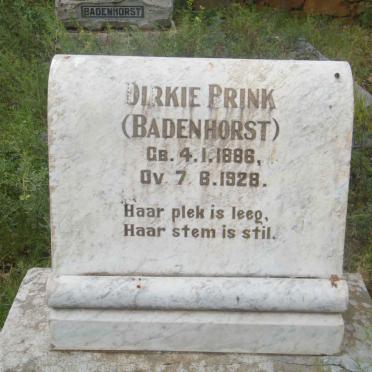 BADENHORST
DIRKIE PRINK
(BADENHORST)
GB. 4.1.1886,
OV 7 8.1928.
Haar plek is leeg,
Haar stem is stil.